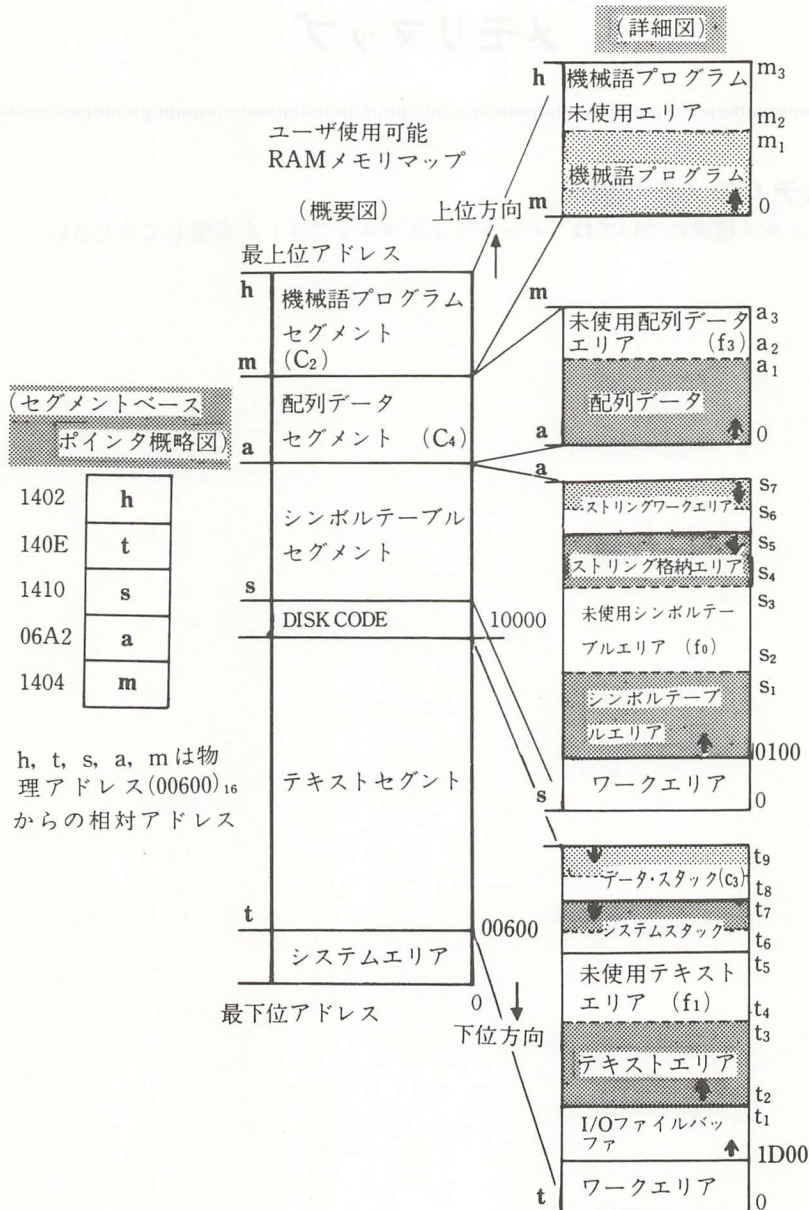 メモリマップ
(詳細図)
ユーザ使用可能
RAMメモリマップ
(概要図)
上位方向
最上位アドレス
h
機械語プログラム
セグメント
(C₂)
m
配列データ
セグメント (C₄)
a
シンボルテーブル
セグメント
s
DISK CODE
10000
テキストセグント
t
00600
システムエリア
0
最下位アドレス
下位方向
(セグメントベース
ポインタ概略図)
1402 h
140E t
1410 s
06A2 a
1404 m
h, t, s, a, mは物
理アドレス(00600)₁₆
からの相対アドレス
h
機械語プログラム
m₃
未使用エリア
m₂
m₁
機械語プログラム
m
0
m
未使用配列データ
a₃
エリア (f₃)
a₂
a₁
配列データ
a
0
a
S₇
ストリングワークエリア
S₆
S₅
ストリング格納エリア
S₄
S₃
未使用シンボルテー
ブルエリア (f₀)
S₂
S₁
シンボルテーブ
ルエリア
0100
ワークエリア
s
0
t₉
データ・スタック(c₃)
t₈
t₇
システムスタック
t₆
t₅
未使用テキスト
エリア (f₁)
t₄
t₃
テキストエリア
t₂
t₁
I/Oファイルバッ
ファ
1D00
ワークエリア
t
0